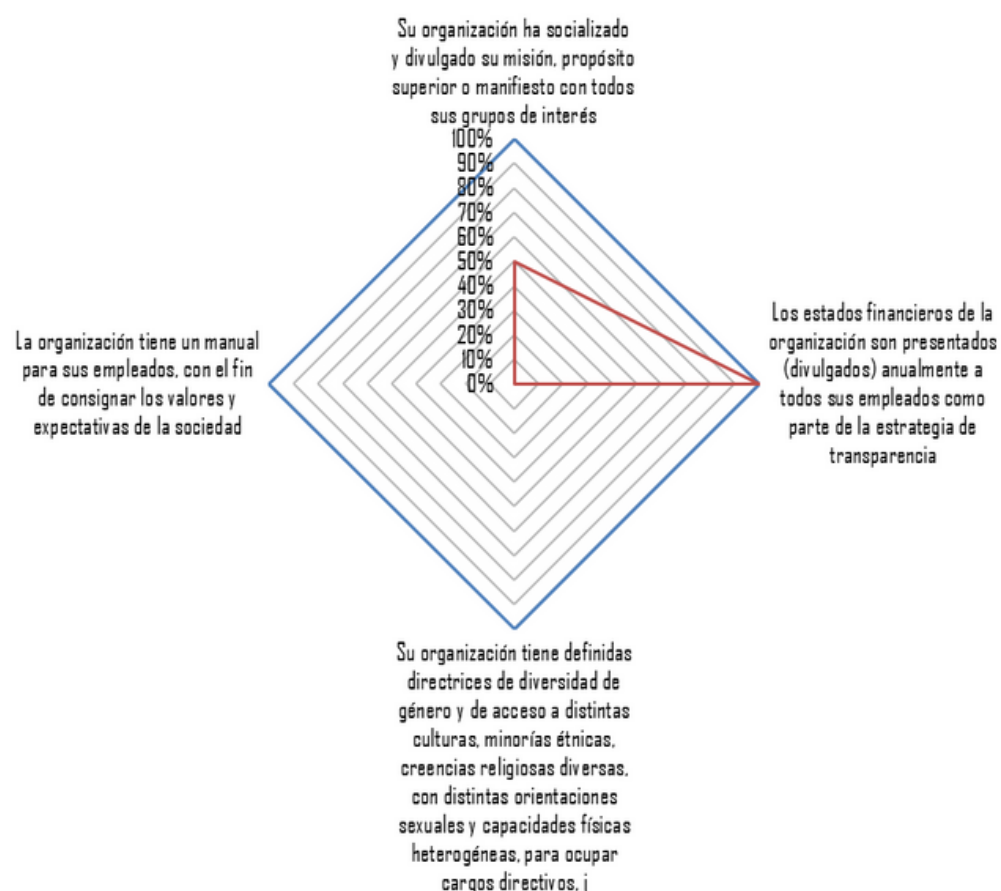 Su organización ha socializado
y divulgado su misión, propósito
superior o manifiesto con todos
sus grupos de interés
100%
90%
80%
70%
60%
50%
40%
30%
20%
10%
0%
Los estados financieros de la
organización son presentados
(divulgados) anualmente a
todos sus empleados como
parte de la estrategia de
transparencia
Su organización tiene definidas
directrices de diversidad de
género y de acceso a distintas
culturas, minorías étnicas,
creencias religiosas diversas,
con distintas orientaciones
sexuales y capacidades físicas
heterogéneas, para ocupar
cargos directivos, j
La organización tiene un manual
para sus empleados, con el fin
de consignar los valores y
expectativas de la sociedad